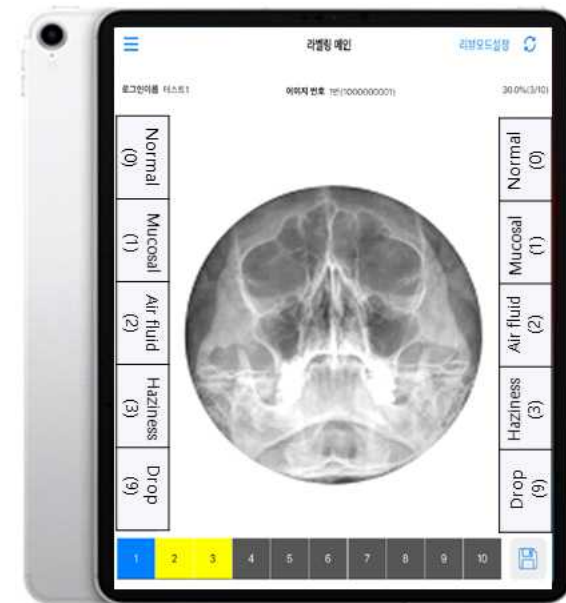 라벨링 메인
리뷰모드설정
로그인이름 테스트1
이미지 번호 1번(1000000001)
30.0%(3/10)
Normal
(0)
Mucosal
(1)
Air fluid
(2)
Haziness
(3)
Drop
(9)
Normal
(0)
Mucosal
(1)
Air fluid
(2)
Haziness
(3)
Drop
(9)
1 2 3 4 5 6 7 8 9 10